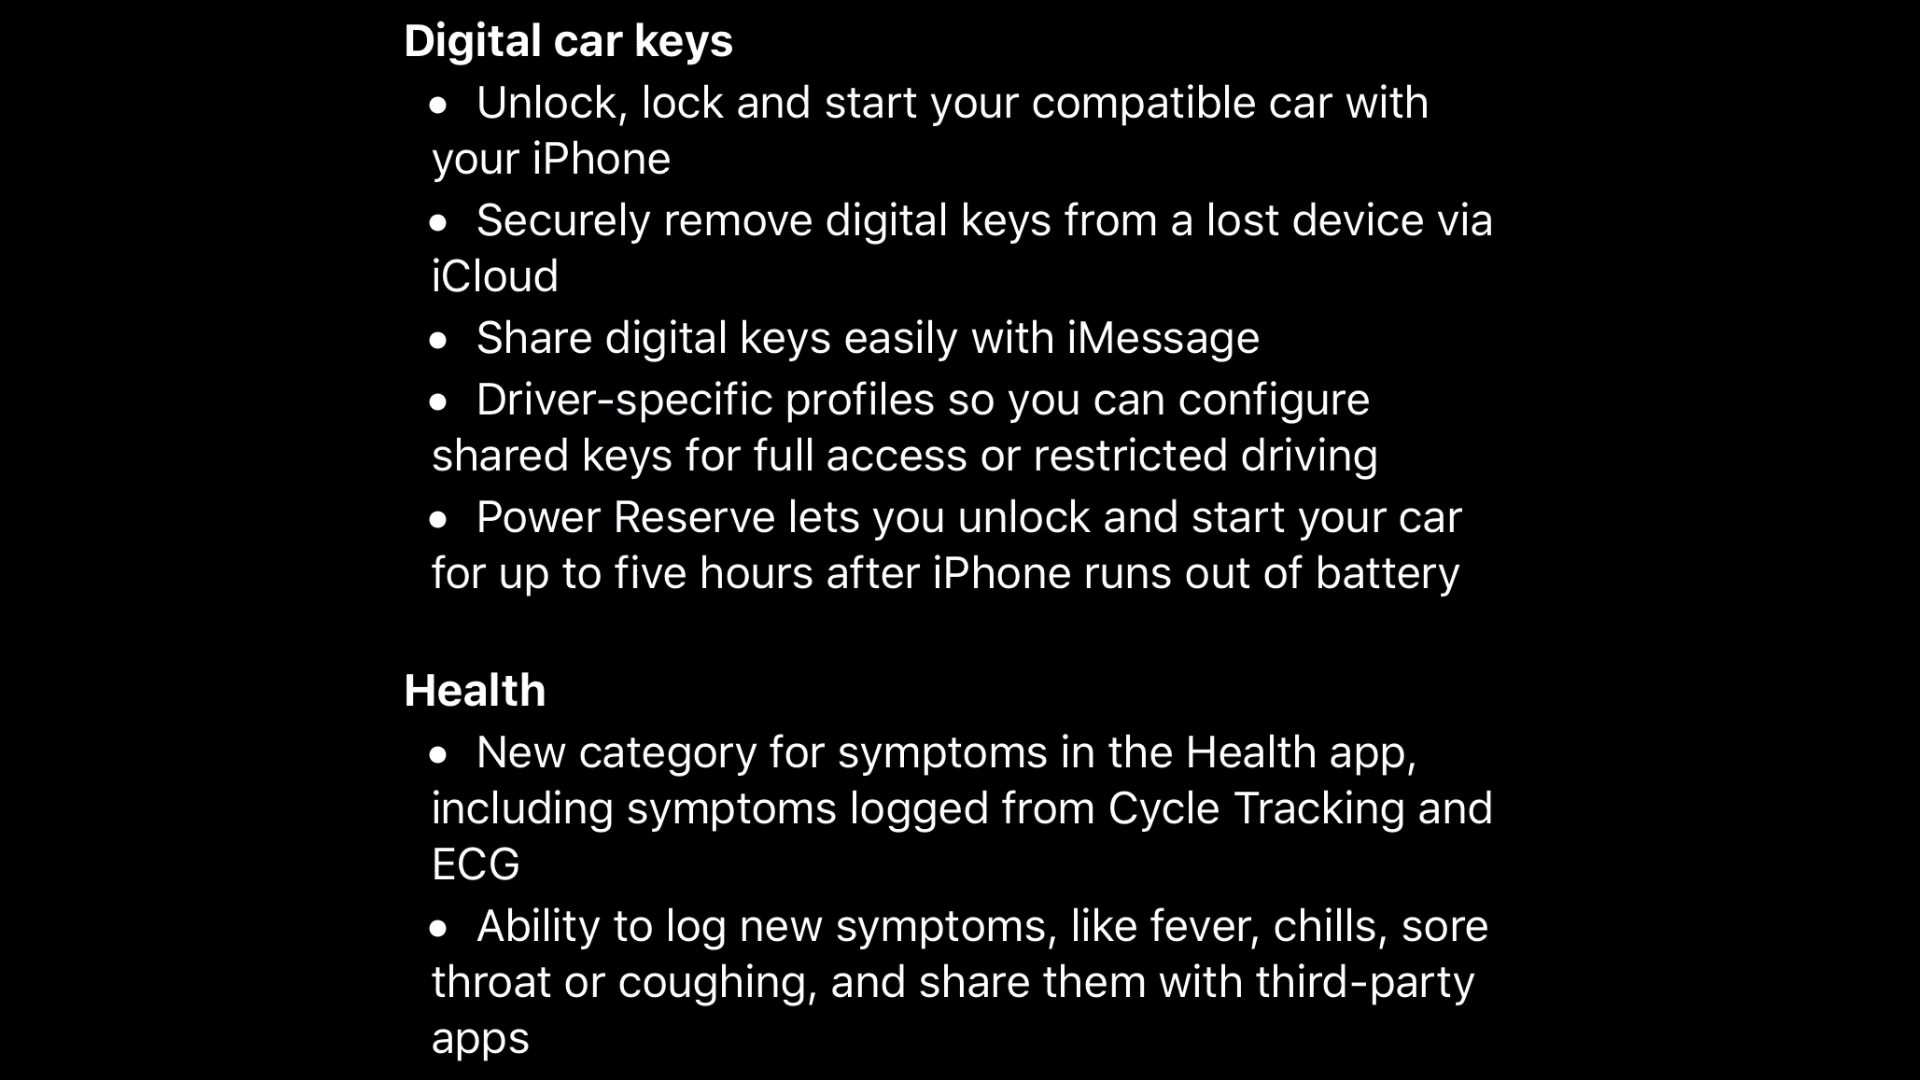 Digital car keys
• Unlock, lock and start your compatible car with
your iPhone
• Securely remove digital keys from a lost device via
iCloud
• Share digital keys easily with iMessage
• Driver-specific profiles so you can configure
shared keys for full access or restricted driving
• Power Reserve lets you unlock and start your car
for up to five hours after iPhone runs out of battery
Health
• New category for symptoms in the Health app,
including symptoms logged from Cycle Tracking and
ECG
• Ability to log new symptoms, like fever, chills, sore
throat or coughing, and share them with third-party
apps